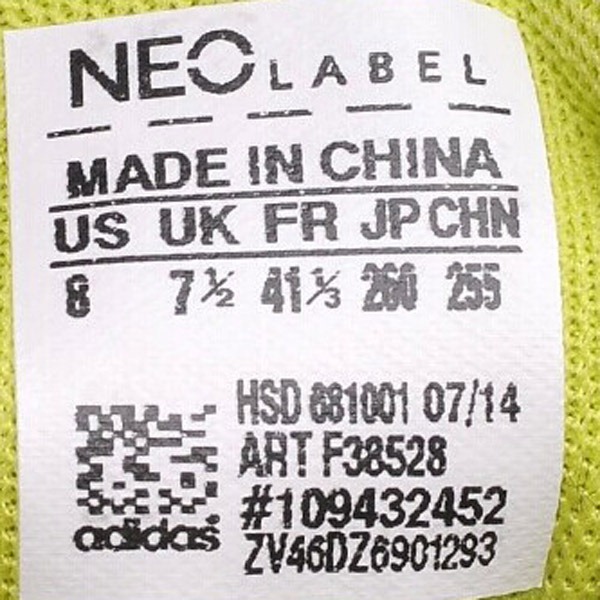 NEO LABEL
MADE IN CHINA
US UK FR JP CHN
8 7½ 41⅓ 260 255
HSD 681001 07/14
ART F38528
#109432452
ZV46DZ6901293
adidas